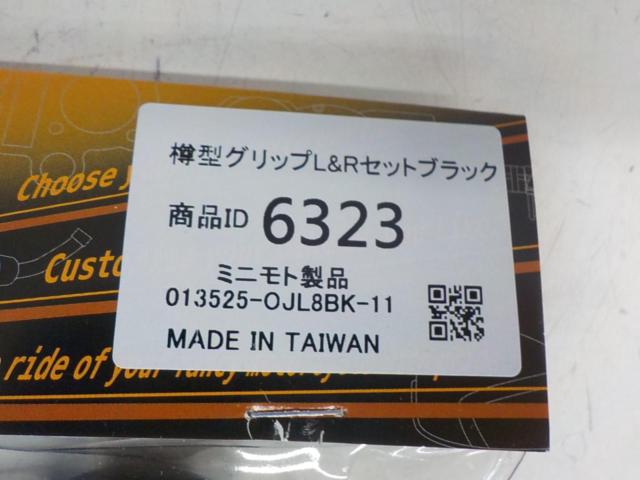 樽型グリップL&Rセットブラック
商品ID 6323
ミニモト製品
013525-OJL8BK-11
MADE IN TAIWAN
Choose
Custo
ride of your fancy